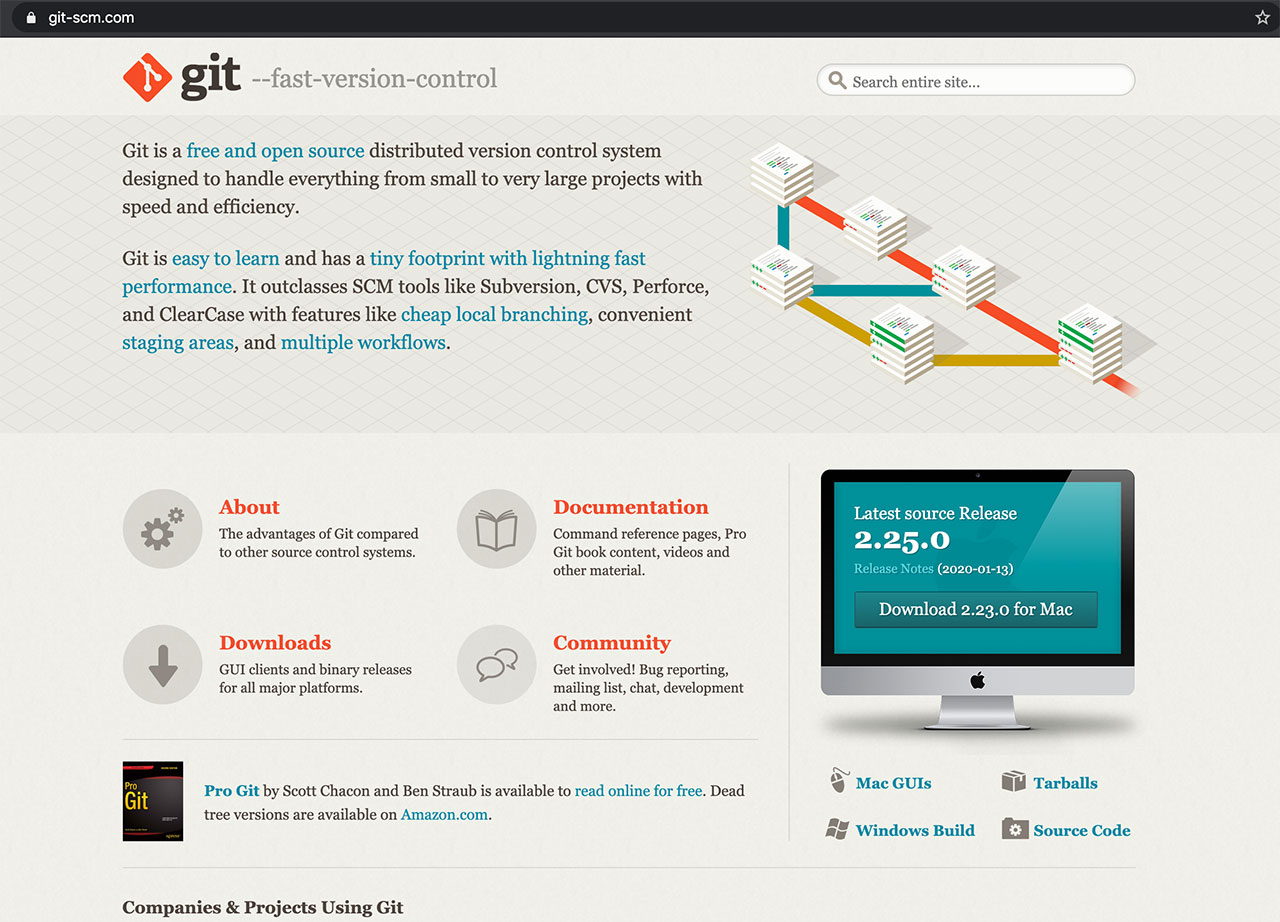 git-scm.com
git --fast-version-control
Search entire site...
Git is a free and open source distributed version control system
designed to handle everything from small to very large projects with
speed and efficiency.
Git is easy to learn and has a tiny footprint with lightning fast
performance. It outclasses SCM tools like Subversion, CVS, Perforce,
and ClearCase with features like cheap local branching, convenient
staging areas, and multiple workflows.
About
The advantages of Git compared
to other source control systems.
Documentation
Command reference pages, Pro
Git book content, videos and
other material.
Downloads
GUI clients and binary releases
for all major platforms.
Community
Get involved! Bug reporting,
mailing list, chat, development
and more.
Latest source Release
2.25.0
Release Notes (2020-01-13)
Download 2.23.0 for Mac
Pro
Git
Pro Git by Scott Chacon and Ben Straub is available to read online for free. Dead
tree versions are available on Amazon.com.
Mac GUIs
Tarballs
Windows Build
Source Code
Companies & Projects Using Git